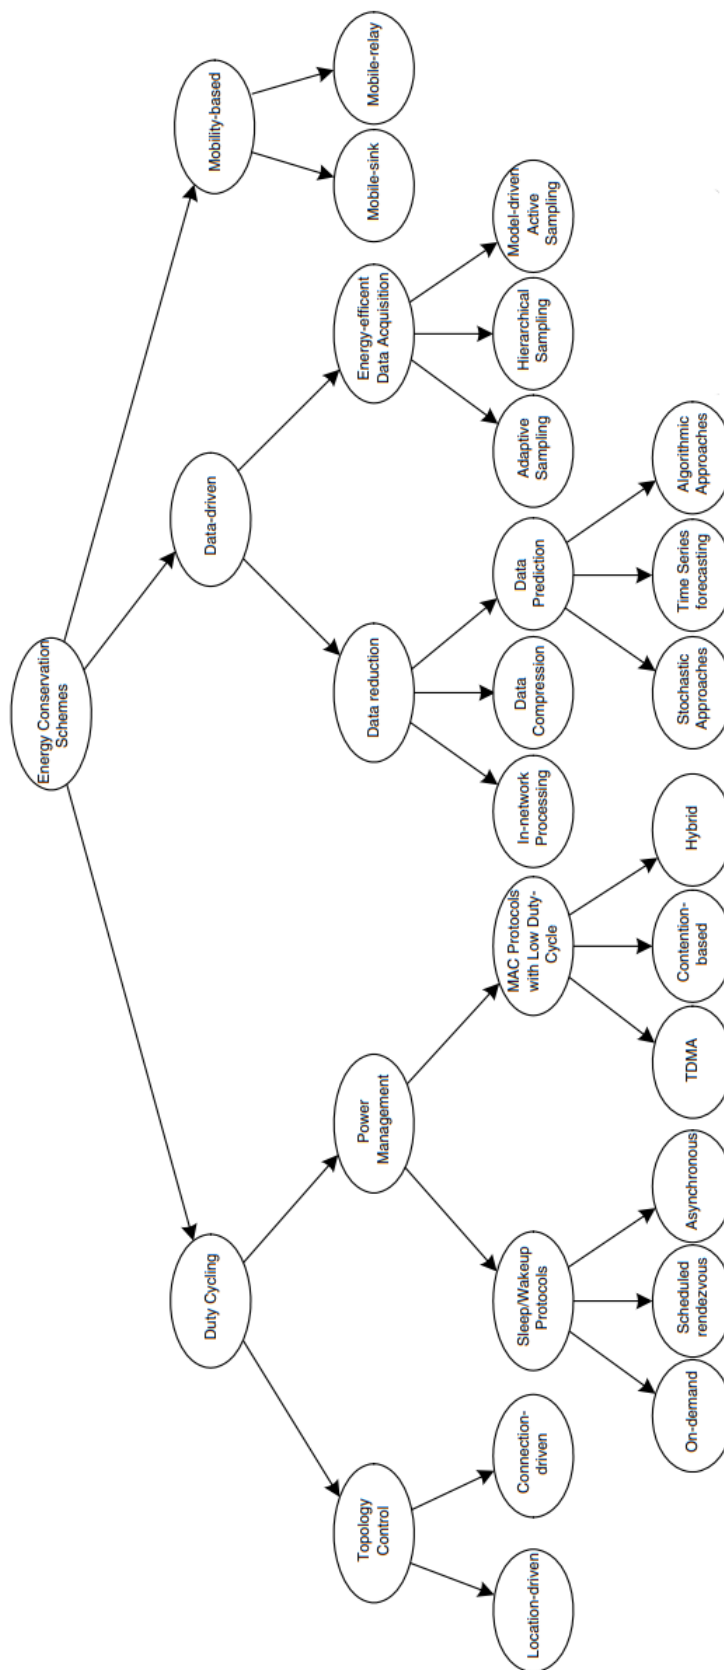 Energy Conservation
Schemes
Duty Cycling
Data-driven
Mobility-based
Topology
Control
Power
Management
Data reduction
Energy-efficent
Data Acquisition
Mobile-sink
Mobile-relay
Location-driven
Connection-
driven
Sleep/Wakeup
Protocols
MAC Protocols
with Low Duty-
Cycle
In-network
Processing
Data
Compression
Data
Prediction
Adaptive
Sampling
Hierarchical
Sampling
Model-driven
Active
Sampling
On-demand
Scheduled
rendezvous
Asynchronous
TDMA
Contention-
based
Hybrid
Stochastic
Approaches
Time Series
forecasting
Algorithmic
Approaches